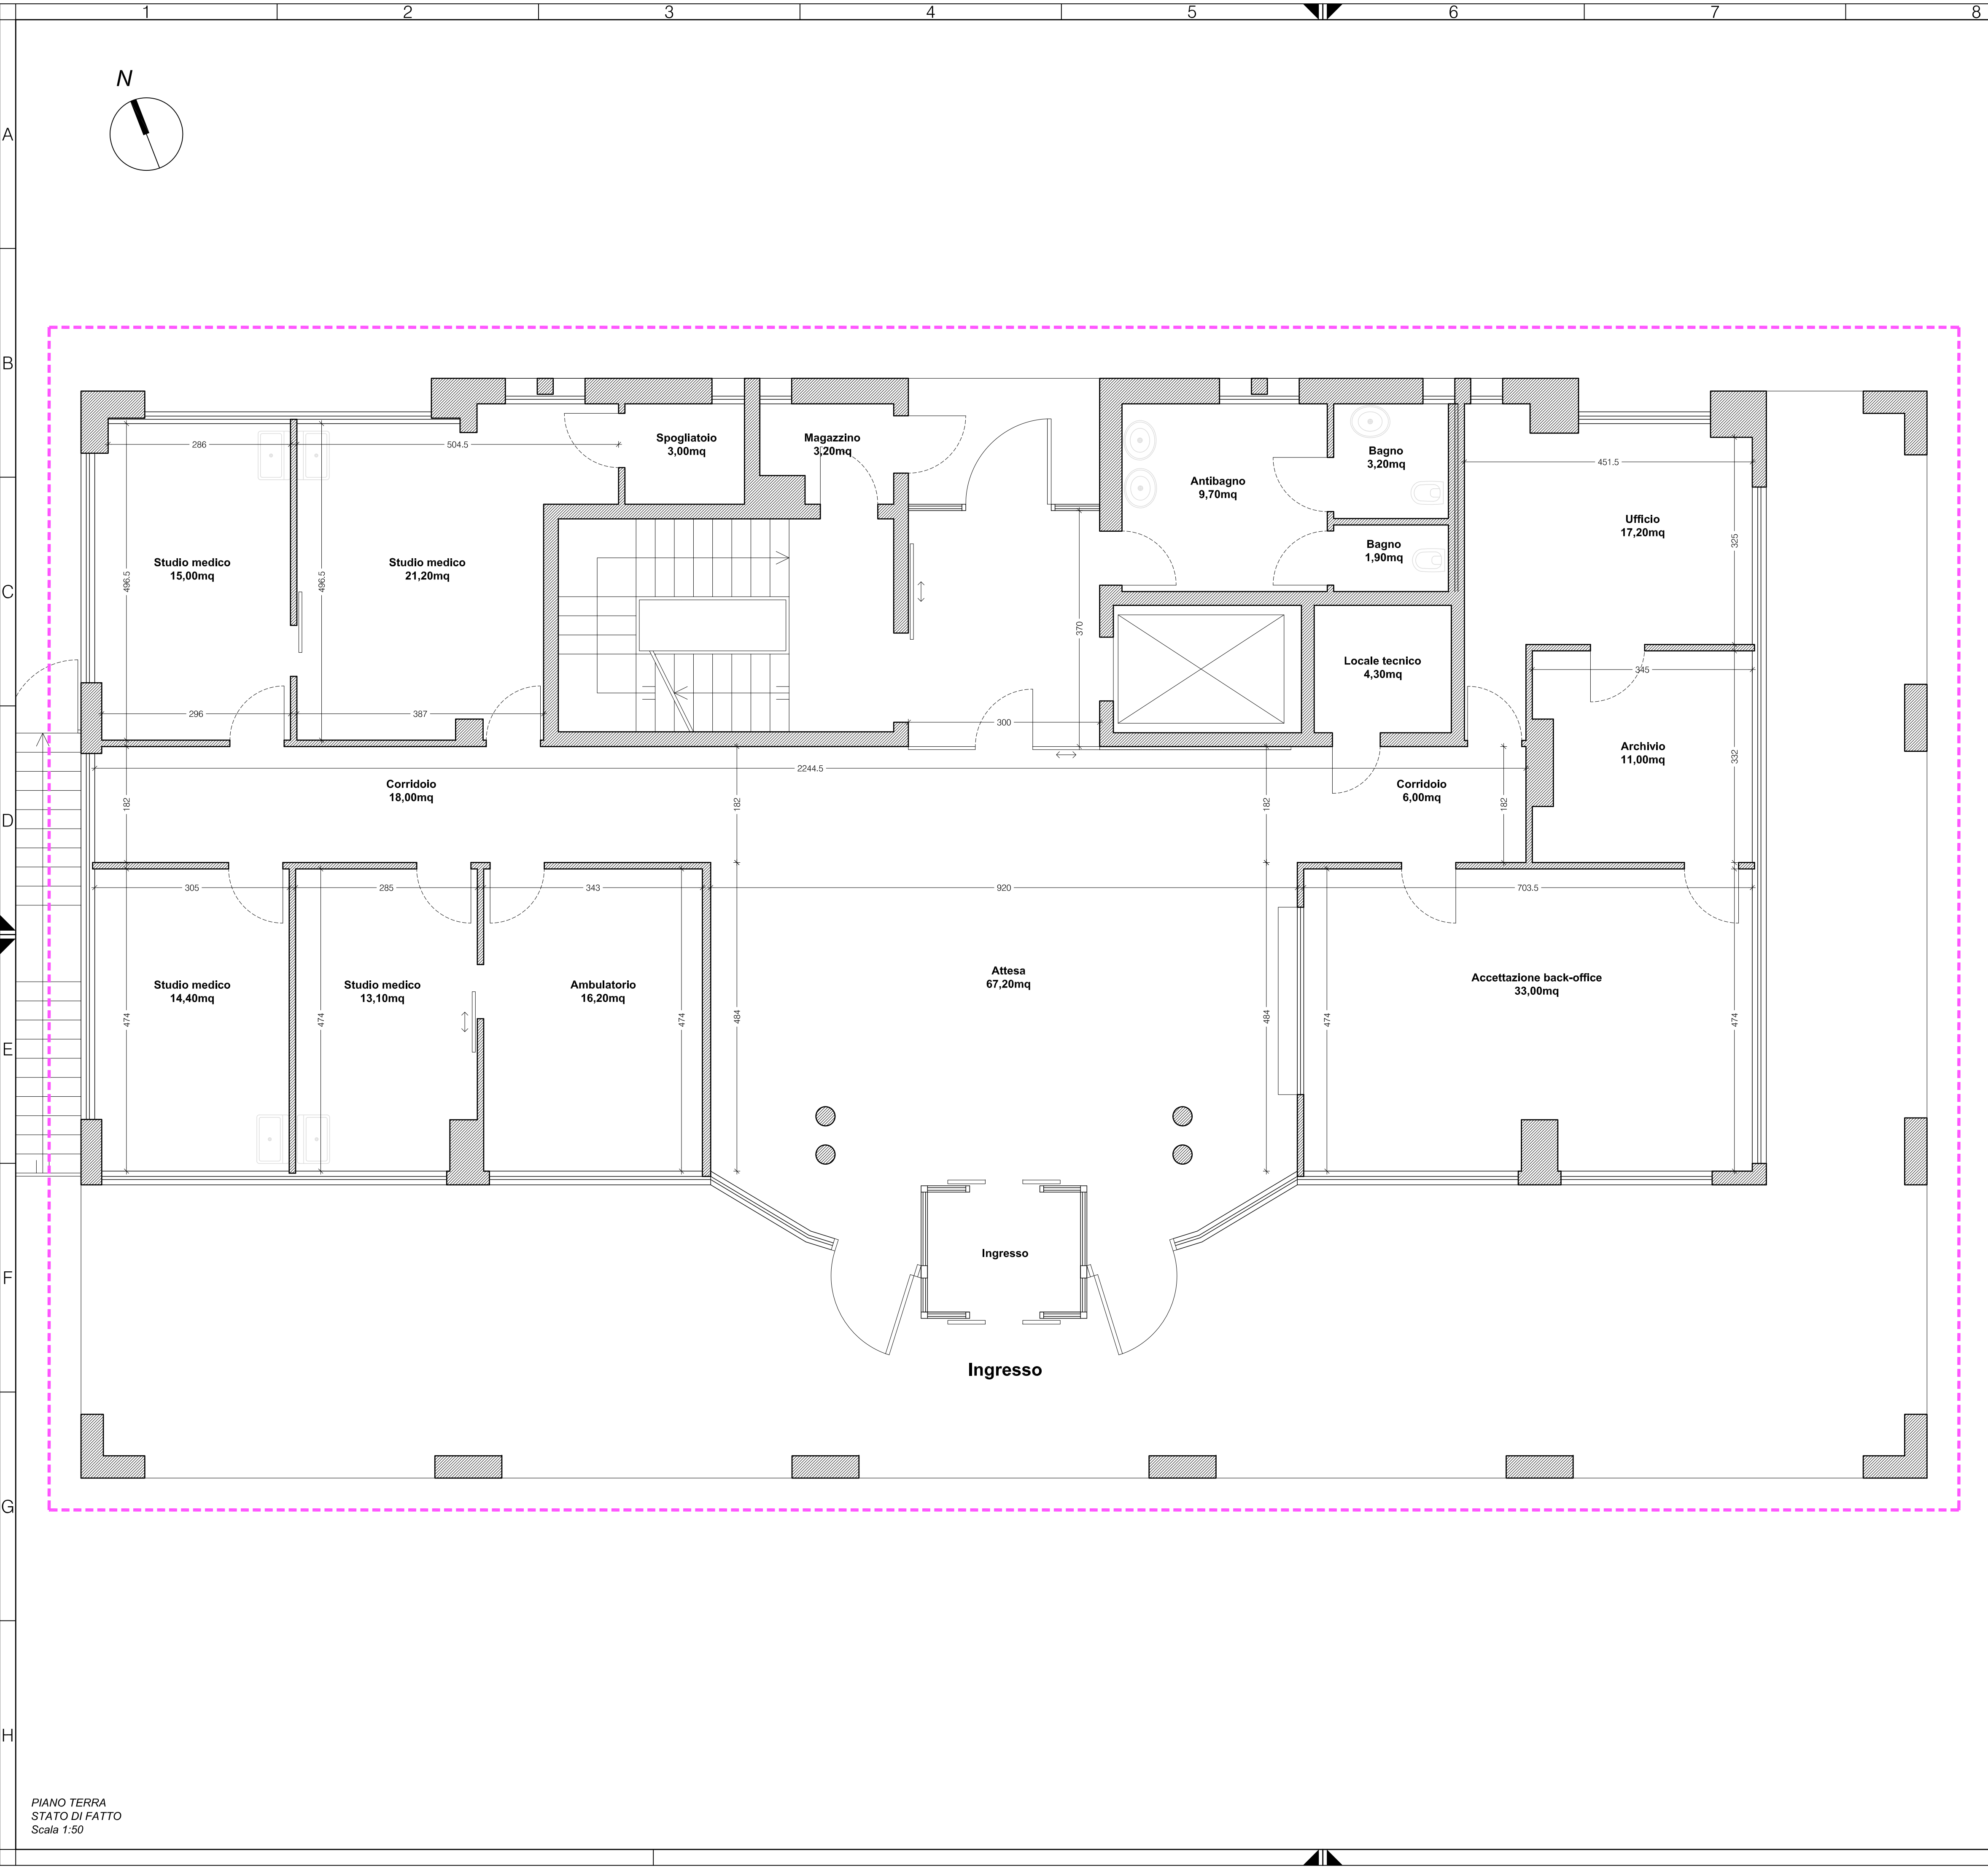 1 2 3 4 5 6 7 8
N
A
B
C
D
E
F
G
H
286
504.5
Spogliatoio
3,00mq
Magazzino
3,20mq
Bagno
3,20mq
Antibagno
9,70mq
451.5
Ufficio
17,20mq
325
Studio medico
15,00mq
Studio medico
21,20mq
496.5
496.5
Bagno
1,90mq
370
Locale tecnico
4,30mq
345
296
387
300
Archivio
11,00mq
332
2244.5
Corridoio
18,00mq
Corridoio
6,00mq
182
182
182
182
305
285
343
920
703.5
Studio medico
14,40mq
Studio medico
13,10mq
Ambulatorio
16,20mq
Attesa
67,20mq
Accettazione back-office
33,00mq
474
474
474
484
484
474
474
Ingresso
Ingresso
PIANO TERRA
STATO DI FATTO
Scala 1:50